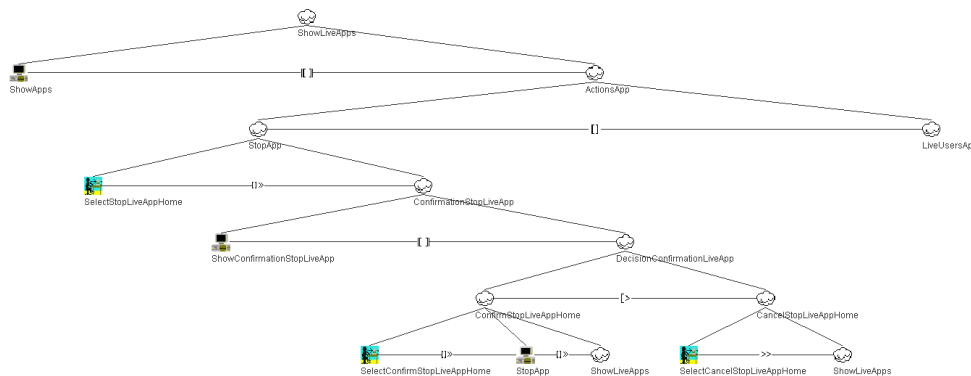 ShowLiveApps
ShowApps
|[ ]|
ActionsApp
StopApp
[ ]
LiveUsersAp
SelectStopLiveAppHome
[]>>
ConfirmationStopLiveApp
ShowConfirmationStopLiveApp
|[ ]|
DecisionConfirmationLiveApp
ConfirmStopLiveAppHome
[>
CancelStopLiveAppHome
SelectConfirmStopLiveAppHome
[]>>
StopApp
[]>>
ShowLiveApps
SelectCancelStopLiveAppHome
>>
ShowLiveApps